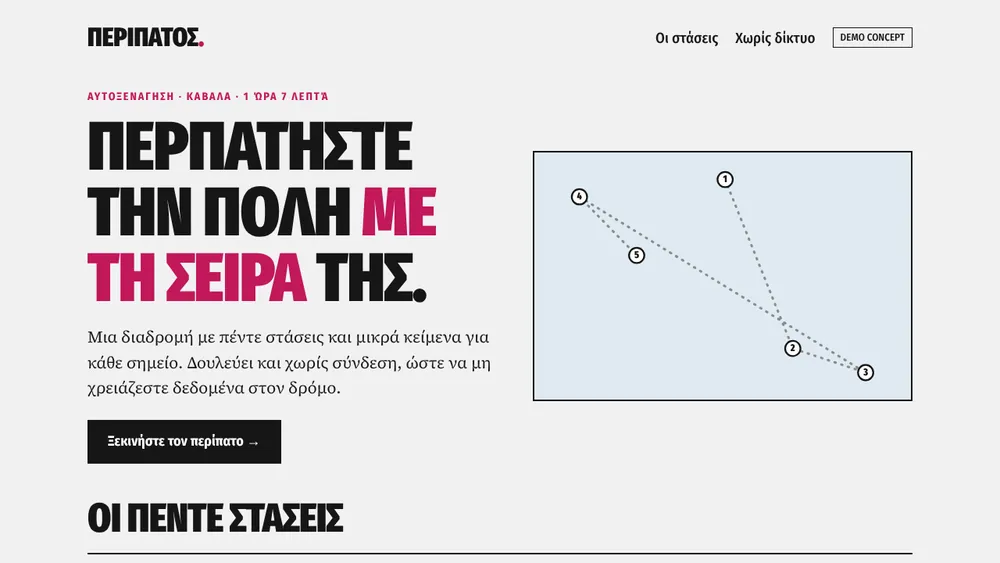 ΠΕΡΙΠΑΤΟΣ.
Οι στάσεις
Χωρίς δίκτυο
DEMO CONCEPT
ΑΥΤΟΞΕΝΑΓΗΣΗ · ΚΑΒΑΛΑ · 1 ΏΡΑ 7 ΛΕΠΤΆ
ΠΕΡΠΑΤΗΣΤΕ
ΤΗΝ ΠΟΛΗ ΜΕ
ΤΗ ΣΕΙΡΑ ΤΗΣ.
Μια διαδρομή με πέντε στάσεις και μικρά κείμενα για
κάθε σημείο. Δουλεύει και χωρίς σύνδεση, ώστε να μη
χρειάζεστε δεδομένα στον δρόμο.
Ξεκινήστε τον περίπατο →
1
4
5
2
3
ΟΙ ΠΕΝΤΕ ΣΤΑΣΕΙΣ